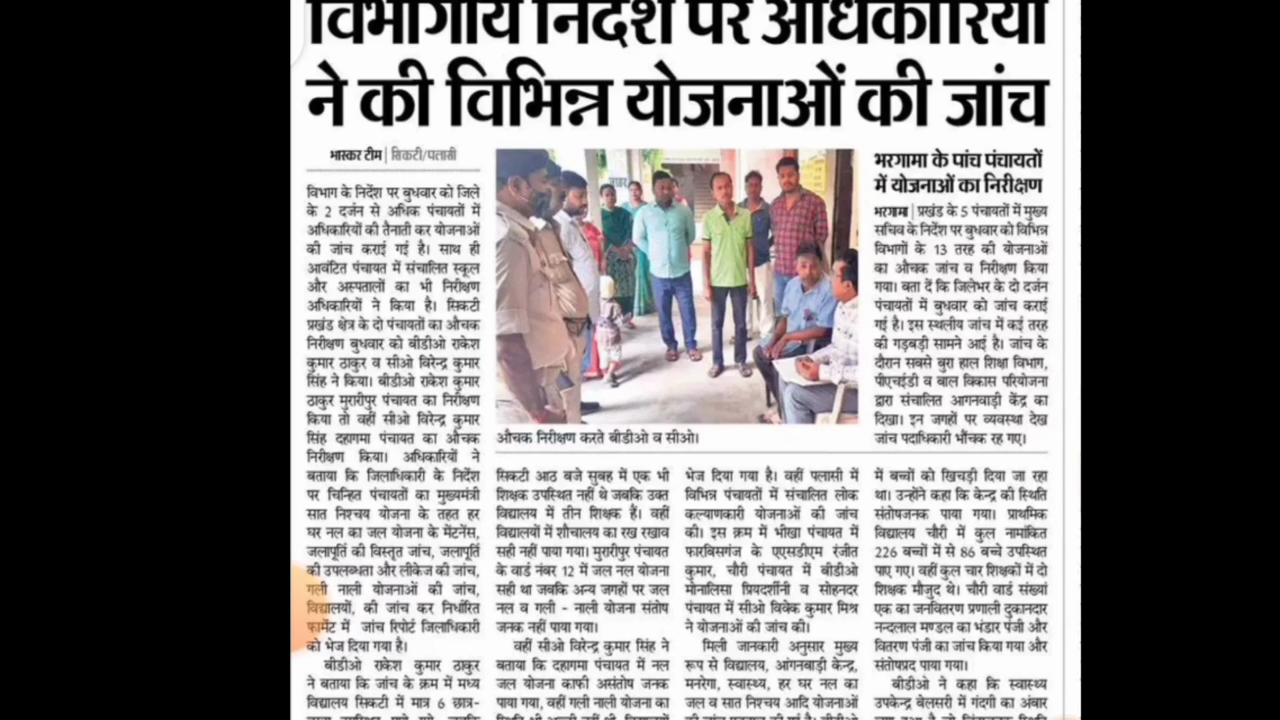 विभागीय निर्देश पर अधिकारियों
ने की विभिन्न योजनाओं की जांच
भास्कर टीम | सिकटी/पलासी
विभाग के निर्देश पर बुधवार को जिले
के 2 दर्जन से अधिक पंचायतों में
अधिकारियों की तैनाती कर योजनाओं
की जांच कराई गई है। साथ ही
आवंटित पंचायत में संचालित स्कूल
और अस्पतालों का भी निरीक्षण
अधिकारियों ने किया है। सिकटी
प्रखंड क्षेत्र के दो पंचायतों का औचक
निरीक्षण बुधवार को बीडीओ राकेश
कुमार ठाकुर व सीओ विरेन्द्र कुमार
सिंह ने किया। बीडीओ राकेश कुमार
ठाकुर मुरारीपुर पंचायत का निरीक्षण
किया तो वहीं सीओ विरेन्द्र कुमार
सिंह दहागमा पंचायत का औचक
निरीक्षण किया। अधिकारियों ने
बताया कि जिलाधिकारी के निर्देश
पर चिन्हित पंचायतों का मुख्यमंत्री
सात निश्चय योजना के तहत हर
घर नल का जल योजना के मेंटनेंस,
जलापूर्ति की विस्तृत जांच, जलापूर्ति
की उपलब्धता और लीकेज की जांच,
गली नाली योजनाओं की जांच,
विद्यालयों, की जांच कर निर्धारित
फार्मेट में जांच रिपोर्ट जिलाधिकारी
को भेज दिया गया है।
बीडीओ राकेश कुमार ठाकुर
ने बताया कि जांच के क्रम में मध्य
विद्यालय सिकटी में मात्र 6 छात्र-
औचक निरीक्षण करते बीडीओ व सीओ।
सिकटी आठ बजे सुबह में एक भी
शिक्षक उपस्थित नहीं थे जबकि उक्त
विद्यालय में तीन शिक्षक हैं। वहीं
विद्यालयों में शौचालय का रख रखाव
सही नहीं पाया गया। मुरारीपुर पंचायत
के वार्ड नंबर 12 में जल नल योजना
सही था जबकि अन्य जगहों पर जल
नल व गली - नाली योजना संतोष
जनक नहीं पाया गया।
वहीं सीओ विरेन्द्र कुमार सिंह ने
बताया कि दहागमा पंचायत में नल
जल योजना काफी असंतोष जनक
पाया गया, वहीं गली नाली योजना का
भेज दिया गया है। वहीं पलासी में
विभिन्न पंचायतों में संचालित लोक
कल्याणकारी योजनाओं की जांच
की। इस क्रम में भीखा पंचायत में
फारबिसगंज के एएसडीएम रंजीत
कुमार, चौरी पंचायत में बीडीओ
मोनालिसा प्रियदर्शीनी व सोहनदर
पंचायत में सीओ विवेक कुमार मिश्र
ने योजनाओं की जांच की।
मिली जानकारी अनुसार मुख्य
रूप से विद्यालय, आंगनबाड़ी केन्द्र,
मनरेगा, स्वास्थ्य, हर घर नल का
जल व सात निश्चय आदि योजनाओं
भरगामा के पांच पंचायतों
में योजनाओं का निरीक्षण
भरगामा | प्रखंड के 5 पंचायतों में मुख्य
सचिव के निर्देश पर बुधवार को विभिन्न
विभागों के 13 तरह की योजनाओं
का औचक जांच व निरीक्षण किया
गया। बता दें कि जिलेभर के दो दर्जन
पंचायतों में बुधवार को जांच कराई
गई है। इस स्थलीय जांच में कई तरह
की गड़बड़ी सामने आई है। जांच के
दौरान सबसे बुरा हाल शिक्षा विभाग,
पीएचईडी व बाल विकास परियोजना
द्वारा संचालित आगनवाड़ी केंद्र का
दिखा। इन जगहों पर व्यवस्था देख
जांच पदाधिकारी भौंचक रह गए।
में बच्चों को खिचड़ी दिया जा रहा
था। उन्होंने कहा कि केन्द्र की स्थिति
संतोषजनक पाया गया। प्राथमिक
विद्यालय चौरी में कुल नामांकित
226 बच्चों में से 86 बच्चे उपस्थित
पाए गए। वहीं कुल चार शिक्षकों में दो
शिक्षक मौजुद थे। चौरी वार्ड संख्या
एक का जनवितरण प्रणाली दुकानदार
नन्दलाल मण्डल का भंडार पंजी और
वितरण पंजी का जांच किया गया और
संतोषप्रद पाया गया।
बीडीओ ने कहा कि स्वास्थ्य
उपकेन्द्र बेलसरी में गंदगी का अंबार